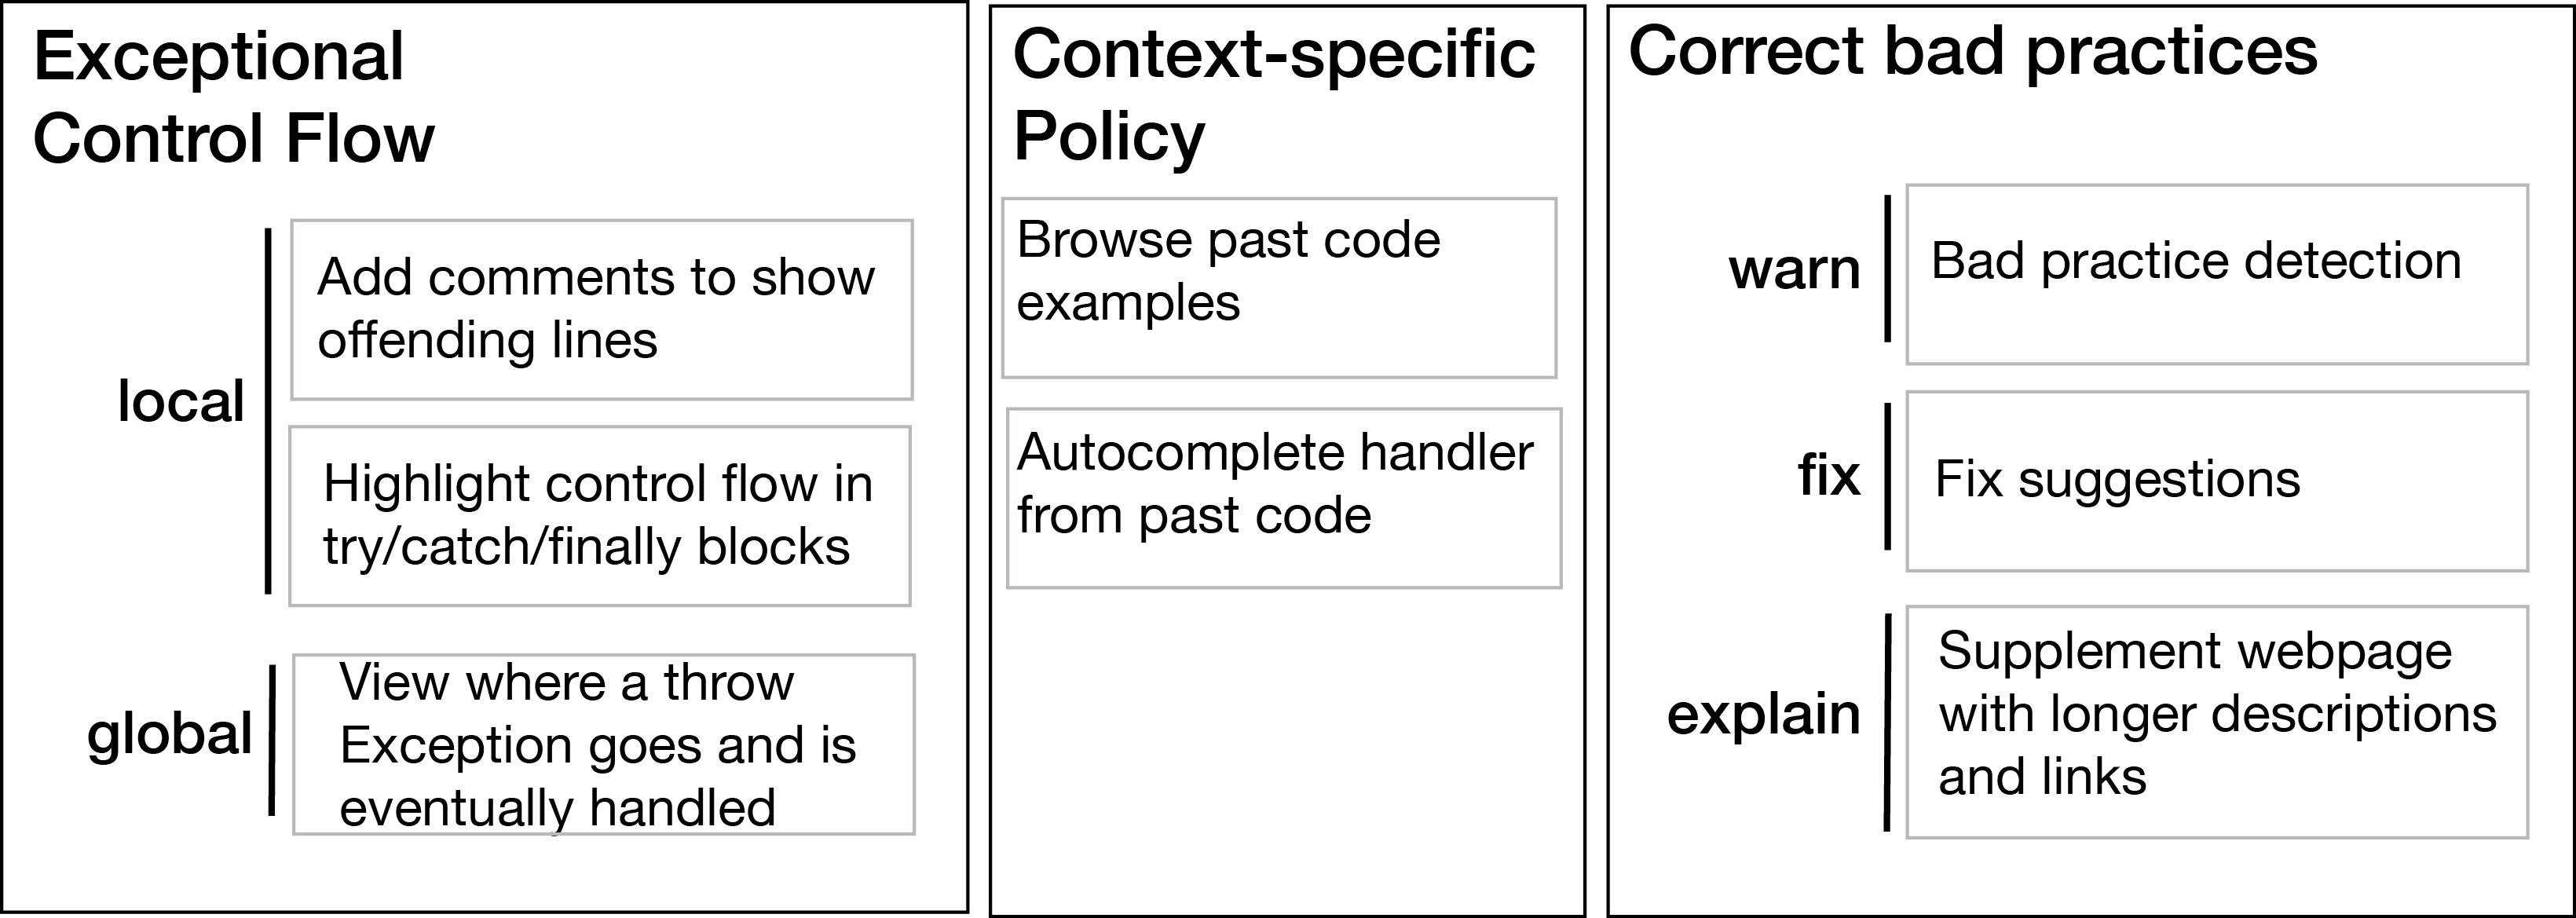 Exceptional
Control Flow
local
Add comments to show
offending lines
Highlight control flow in
try/catch/finally blocks
global
View where a throw
Exception goes and is
eventually handled
Context-specific
Policy
Browse past code
examples
Autocomplete handler
from past code
Correct bad practices
warn
Bad practice detection
fix
Fix suggestions
explain
Supplement webpage
with longer descriptions
and links